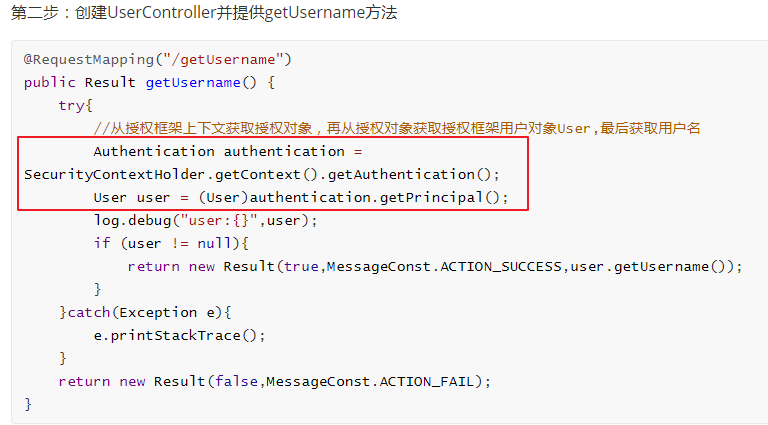 第二步：创建UserController并提供getUsername方法
@RequestMapping("/getUsername")
public Result getUsername() {
    try{
        //从授权框架上下文获取授权对象，再从授权对象获取授权框架用户对象User,最后获取用户名
        Authentication authentication =
SecurityContextHolder.getContext().getAuthentication();
        User user = (User)authentication.getPrincipal();
        log.debug("user:{}",user);
        if (user != null){
            return new Result(true,MessageConst.ACTION_SUCCESS,user.getUsername());
        }
    }catch(Exception e){
        e.printStackTrace();
    }
    return new Result(false,MessageConst.ACTION_FAIL);
}